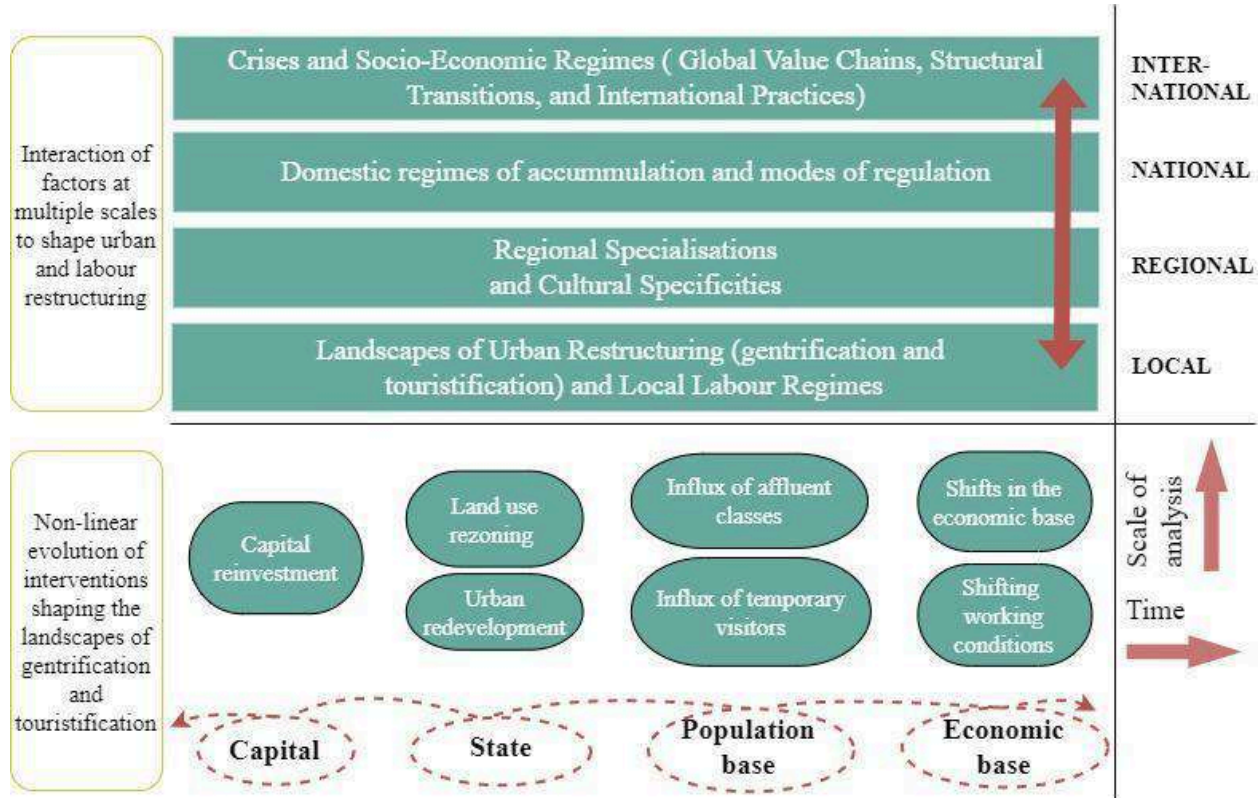 Interaction of
factors at
multiple scales
to shape urban
and labour
restructuring
Crises and Socio-Economic Regimes ( Global Value Chains, Structural
Transitions, and International Practices)
INTER-
NATIONAL
Domestic regimes of accummulation and modes of regulation
NATIONAL
Regional Specialisations
and Cultural Specificities
REGIONAL
Landscapes of Urban Restructuring (gentrification and
touristification) and Local Labour Regimes
LOCAL
Non-linear
evolution of
interventions
shaping the
landscapes of
gentrification
and
touristification
Capital
reinvestment
Land use
rezoning
Urban
redevelopment
Influx of affluent
classes
Influx of temporary
visitors
Shifts in the
economic base
Shifting
working
conditions
Scale of
analysis
Time
Capital
State
Population
base
Economic
base